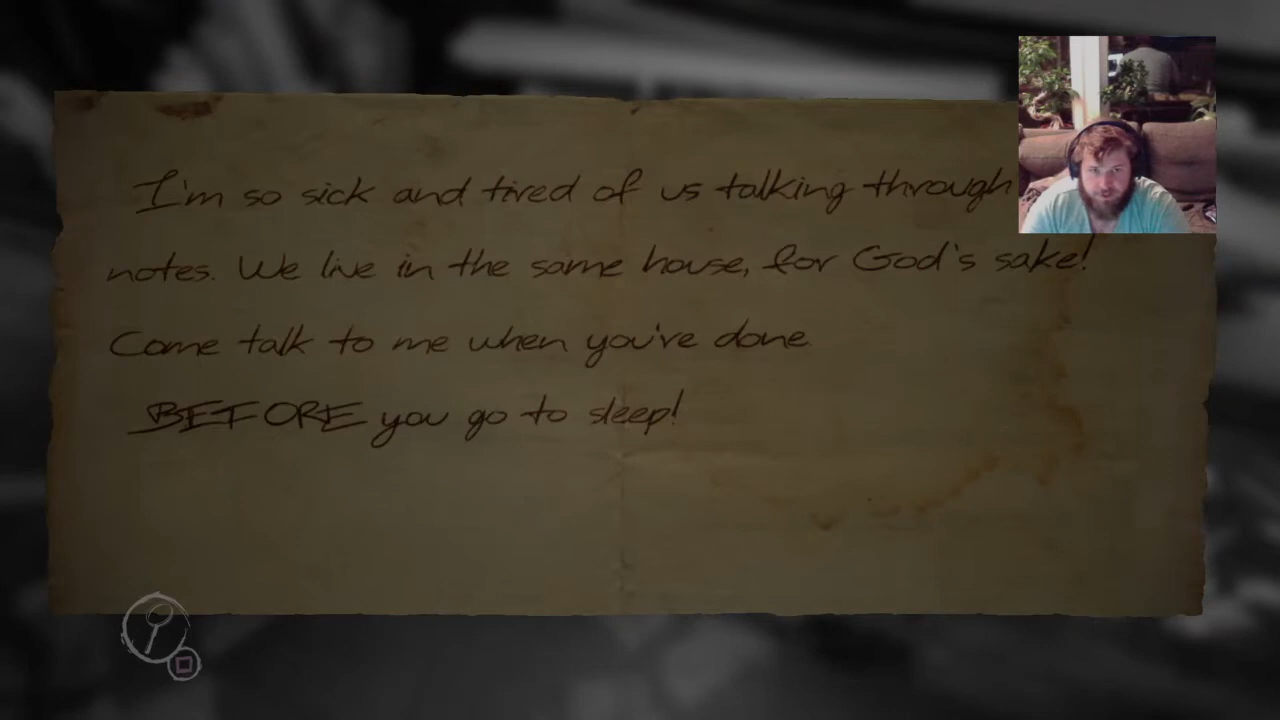 I'm so sick and tired of us talking through
notes. We live in the same house, for God's sake!
Come talk to me when you've done.
BEFORE you go to sleep!